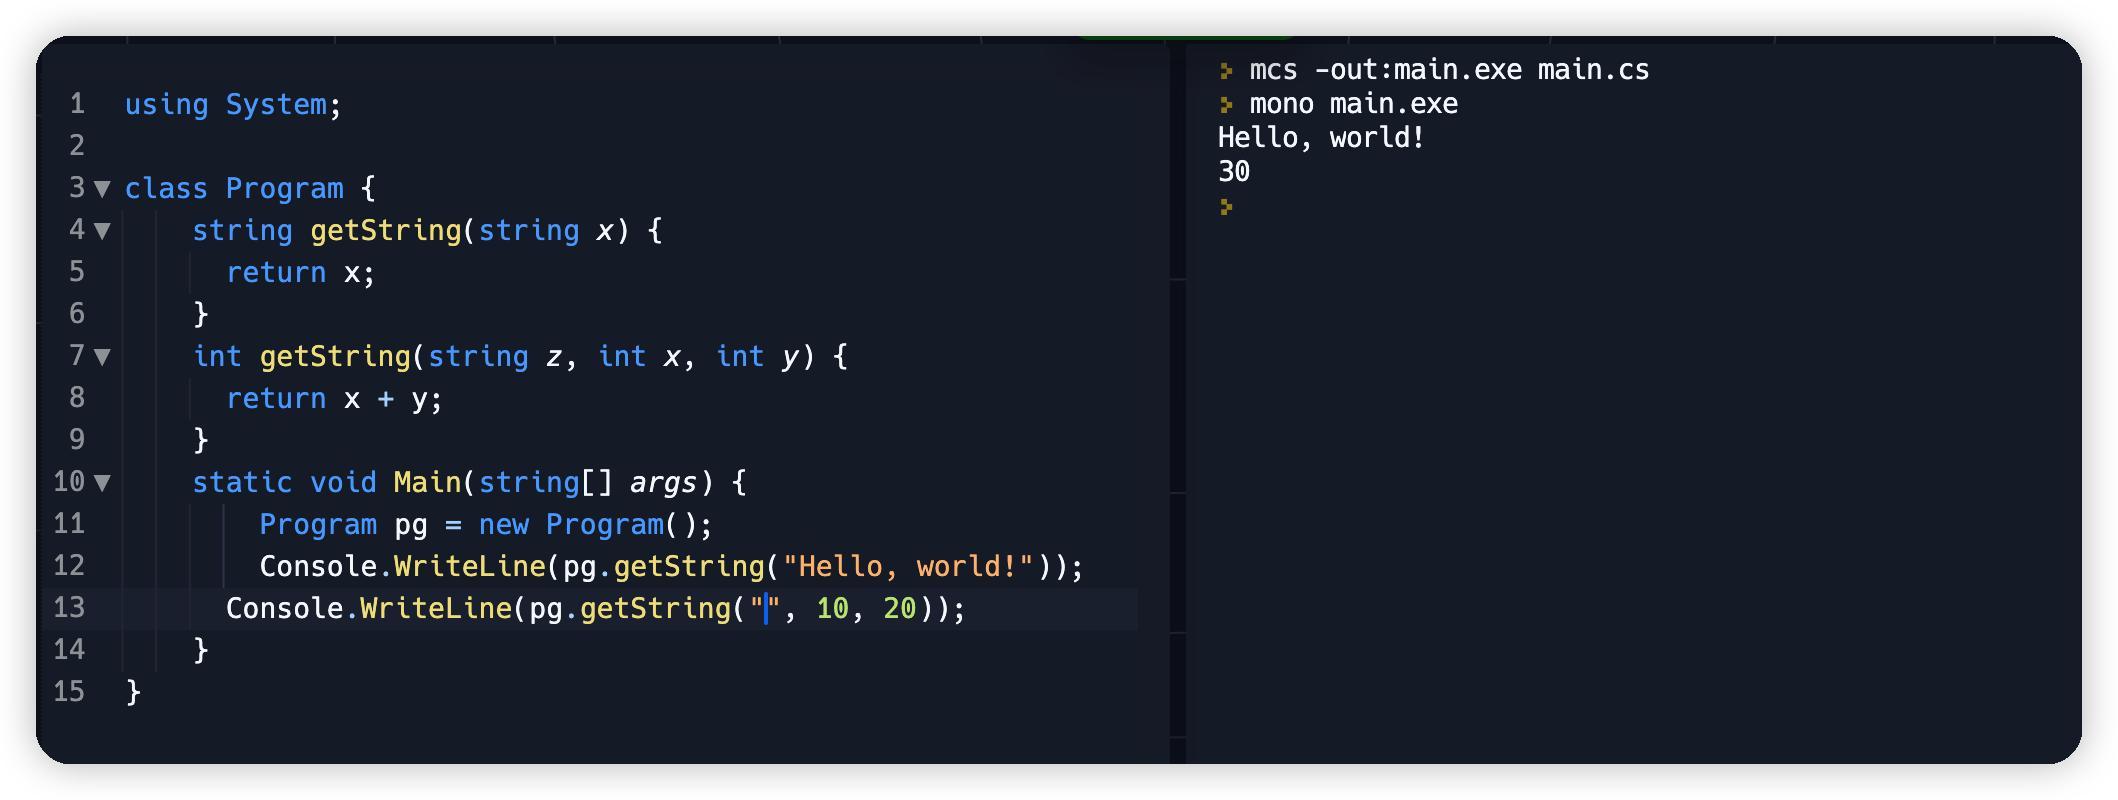 1 using System;
2
3 class Program {
4 string getString(string x) {
5 return x;
6 }
7 int getString(string z, int x, int y) {
8 return x + y;
9 }
10 static void Main(string[] args) {
11 Program pg = new Program();
12 Console.WriteLine(pg.getString("Hello, world!"));
13 Console.WriteLine(pg.getString("", 10, 20));
14 }
15 }
mcs -out:main.exe main.cs
mono main.exe
Hello, world!
30